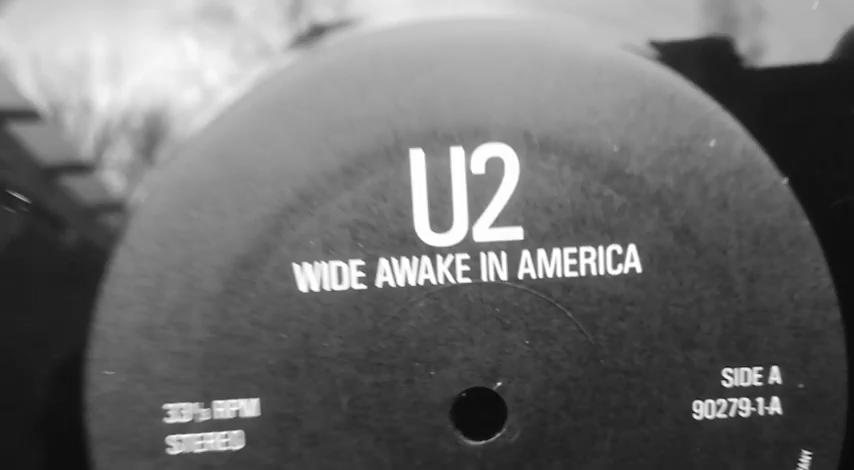 U2
WIDE AWAKE IN AMERICA
33⅓ RPM
STEREO
SIDE A
90279-1-A